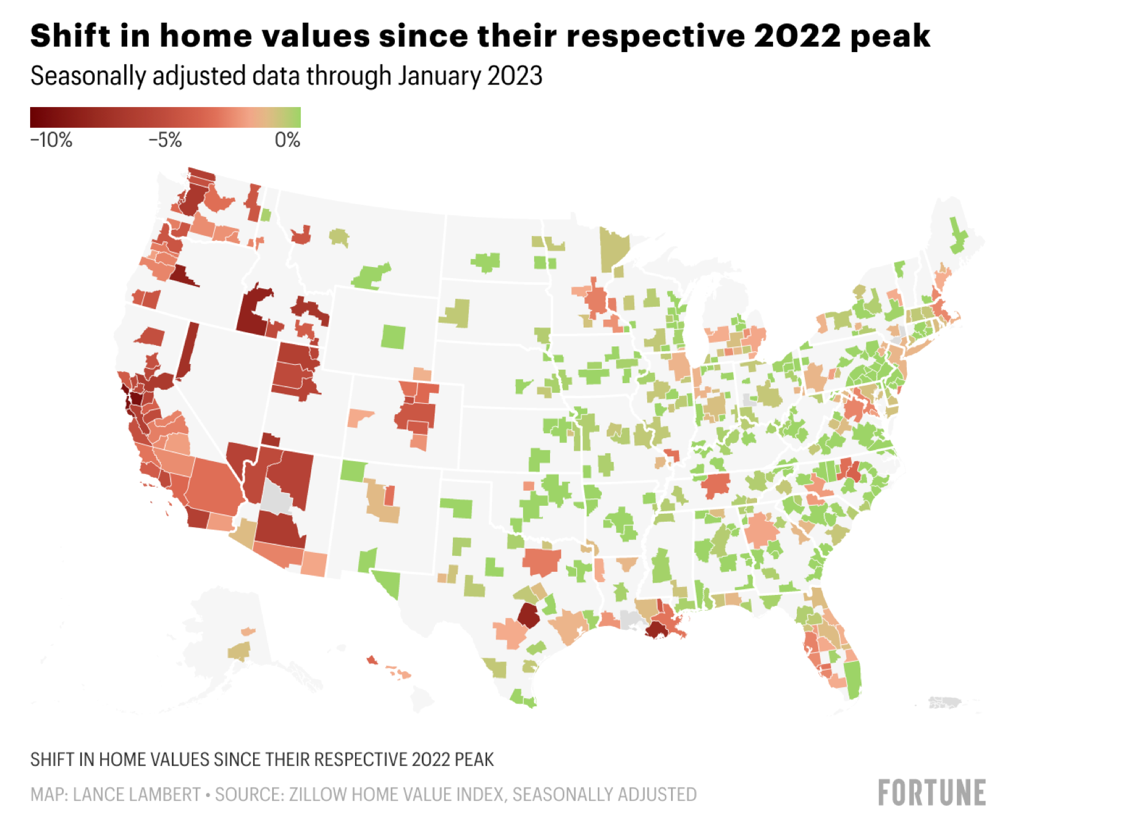 Shift in home values since their respective 2022 peak
Seasonally adjusted data through January 2023
−10% −5% 0%
SHIFT IN HOME VALUES SINCE THEIR RESPECTIVE 2022 PEAK
MAP: LANCE LAMBERT • SOURCE: ZILLOW HOME VALUE INDEX, SEASONALLY ADJUSTED
FORTUNE